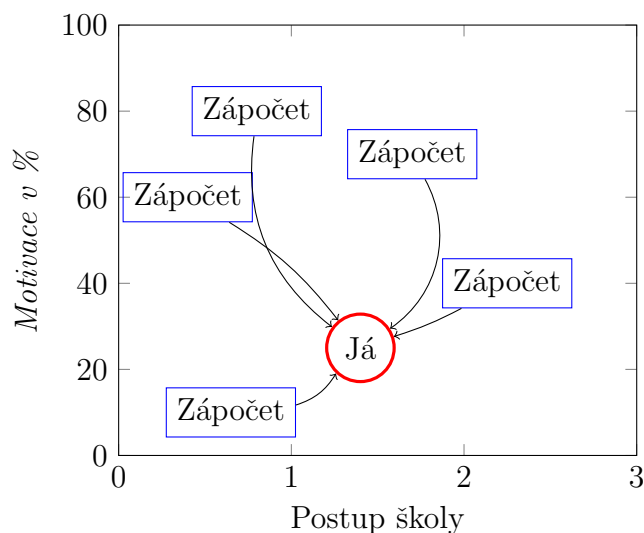 100
80
60
40
20
0
Motivace v %
Zápočet
Zápočet
Zápočet
Zápočet
Já
Zápočet
0 1 2 3
Postup školy